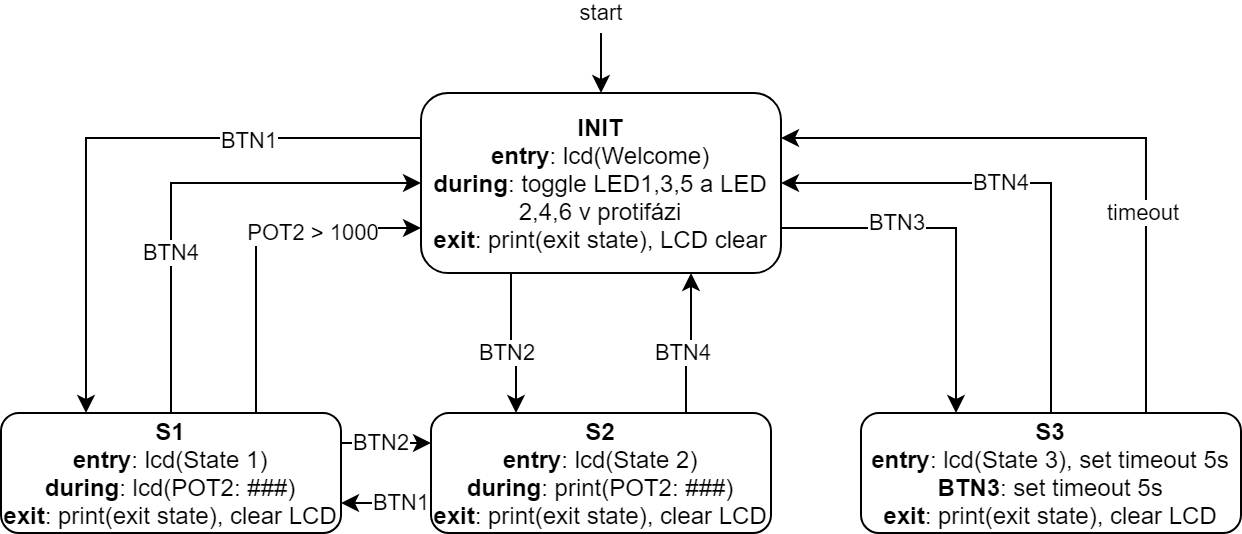 start
INIT
entry: lcd(Welcome)
during: toggle LED1,3,5 a LED
2,4,6 v protifázi
exit: print(exit state), LCD clear
BTN1
BTN4
POT2 > 1000
BTN4
timeout
BTN3
BTN2
BTN4
S1
entry: lcd(State 1)
during: lcd(POT2: ###)
exit: print(exit state), clear LCD
BTN2
BTN1
S2
entry: lcd(State 2)
during: print(POT2: ###)
exit: print(exit state), clear LCD
S3
entry: lcd(State 3), set timeout 5s
BTN3: set timeout 5s
exit: print(exit state), clear LCD